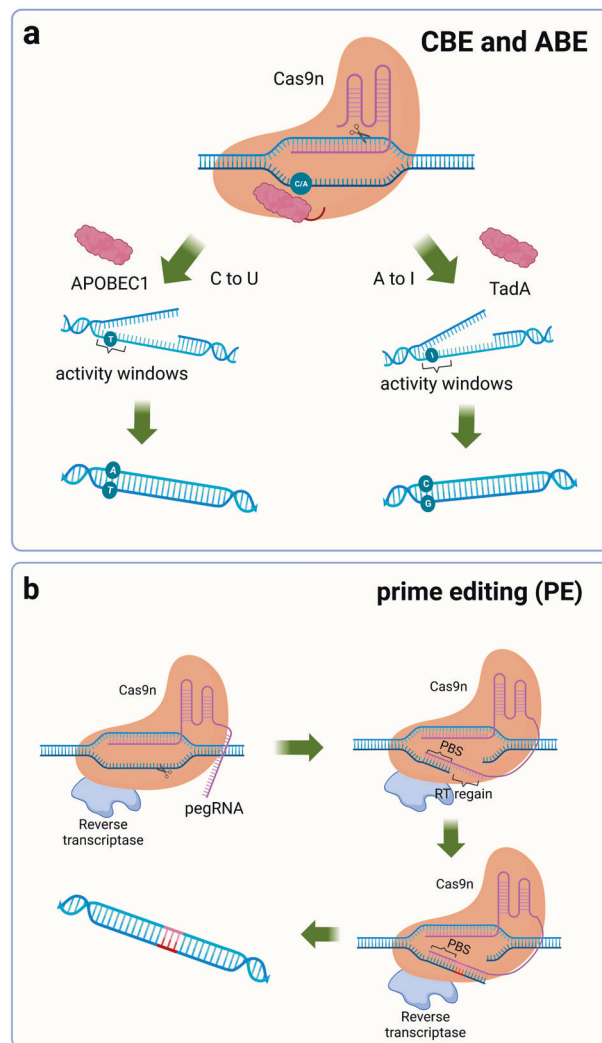 a
CBE and ABE
Cas9n
C/A
APOBEC1
C to U
A to I
TadA
T
activity windows
I
activity windows
A
T
C
G
b
prime editing (PE)
Cas9n
Reverse
transcriptase
pegRNA
Cas9n
PBS
RT regain
Cas9n
PBS
Reverse
transcriptase